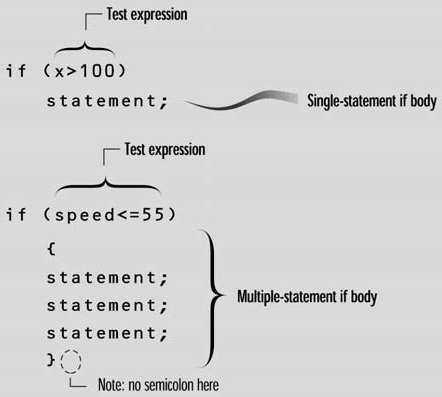 Test expression
if (x>100)
statement; Single-statement if body
Test expression
if (speed<=55)
{
statement;
statement; Multiple-statement if body
statement;
}
Note: no semicolon here